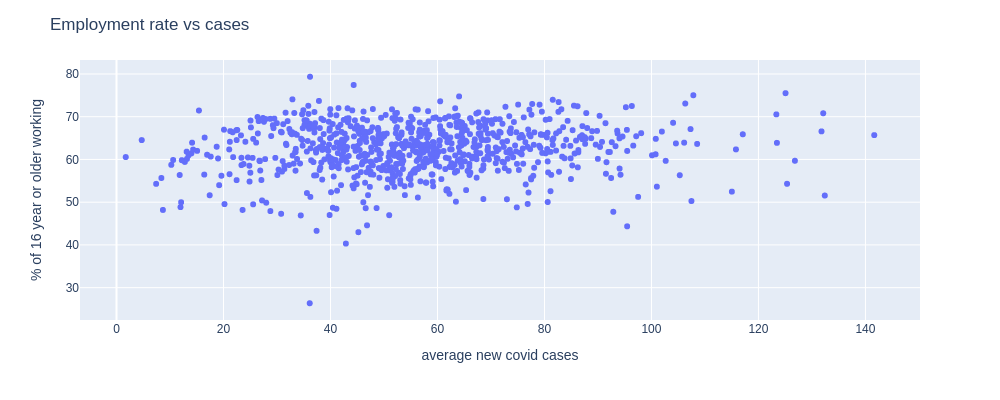 Employment rate vs cases
% of 16 year or older working
80
70
60
50
40
30
0 20 40 60 80 100 120 140
average new covid cases